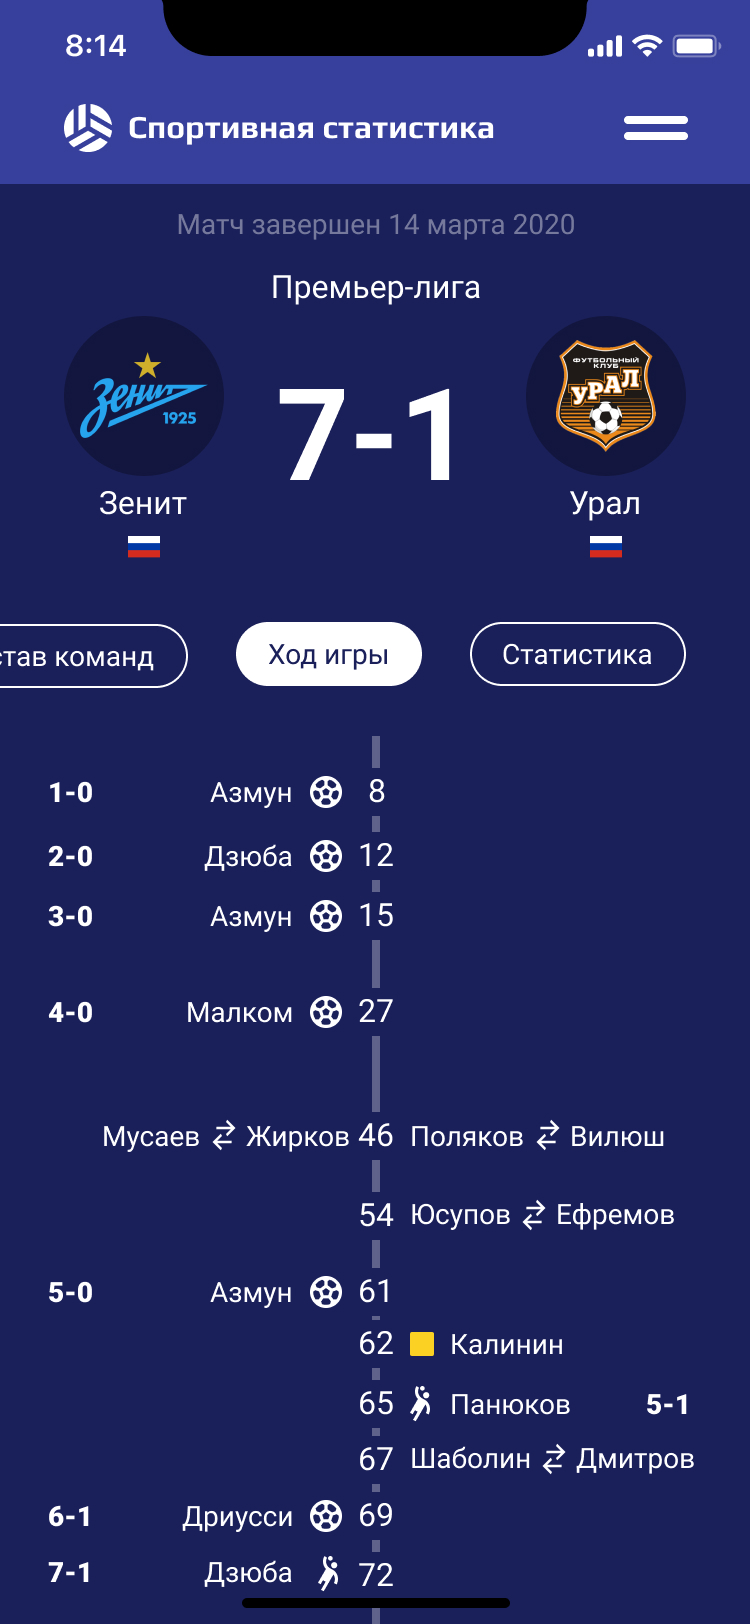 8:14
Спортивная статистика
Матч завершен 14 марта 2020
Премьер-лига
Зенит
1925
7-1
ФУТБОЛЬНЫЙ
КЛУБ
УРАЛ
Зенит
Урал
став команд
Ход игры
Статистика
1-0 Азмун 8
2-0 Дзюба 12
3-0 Азмун 15
4-0 Малком 27
Мусаев Жирков 46 Поляков Вилюш
54 Юсупов Ефремов
5-0 Азмун 61
62 Калинин
65 Панюков 5-1
67 Шаболин Дмитров
6-1 Дриусси 69
7-1 Дзюба 72